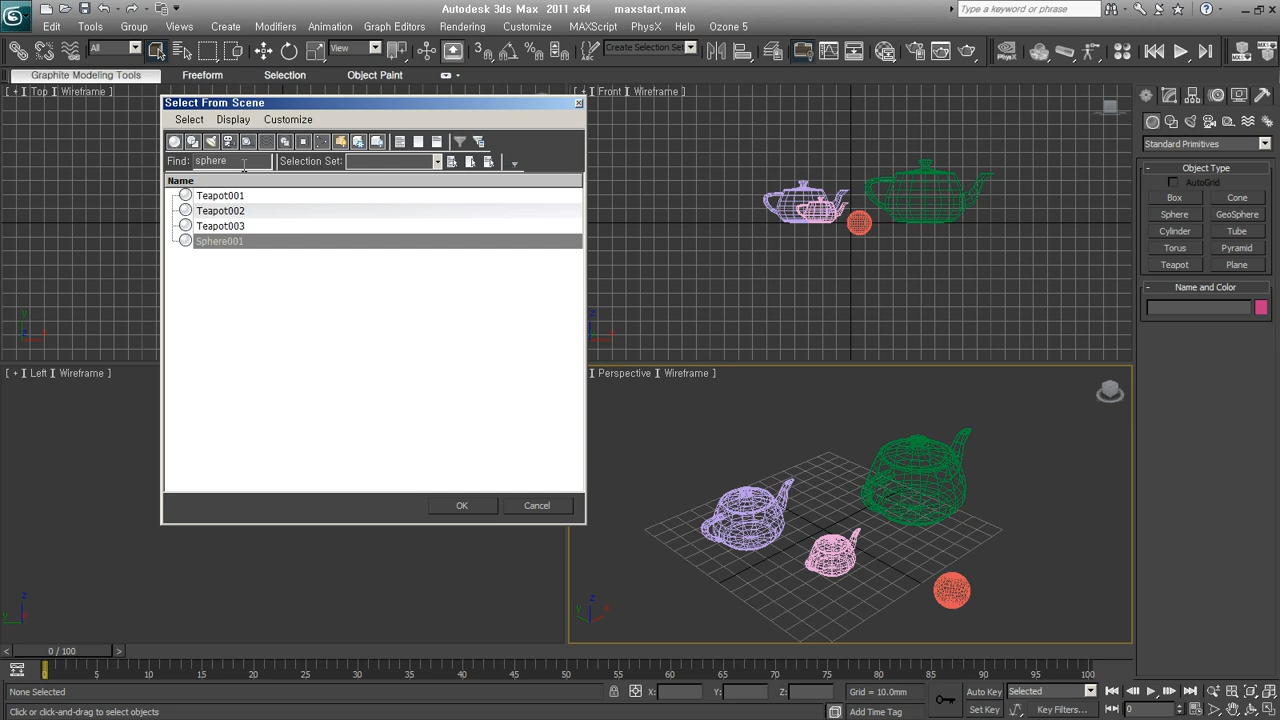 Autodesk 3ds Max 2011 x64 maxstart.max
Type a keyword or phrase
Edit Tools Group Views Create Modifiers Animation Graph Editors Rendering Customize MAXScript PhysX Ozone 5 Help
All View Create Selection Set
Graphite Modeling Tools Freeform Selection Object Paint
[ + ] Top ] Wireframe ]
[ + ] Front ] Wireframe ]
Select From Scene
Select Display Customize
Find: sphere Selection Set:
Name
Teapot001
Teapot002
Teapot003
Sphere001
OK Cancel
Standard Primitives
Object Type
AutoGrid
Box Cone
Sphere GeoSphere
Cylinder Tube
Torus Pyramid
Teapot Plane
Name and Color
[ + ] Left ] Wireframe ]
] Perspective ] Wireframe ]
0 / 100
0 5 10 15 20 25 30 35 40 45 50 55 60 65 70 75 80 85 90 95 100
None Selected X: Y: Z: Grid = 10.0mm Auto Key Selected
Click or click-and-drag to select objects Add Time Tag Set Key Key Filters... 0